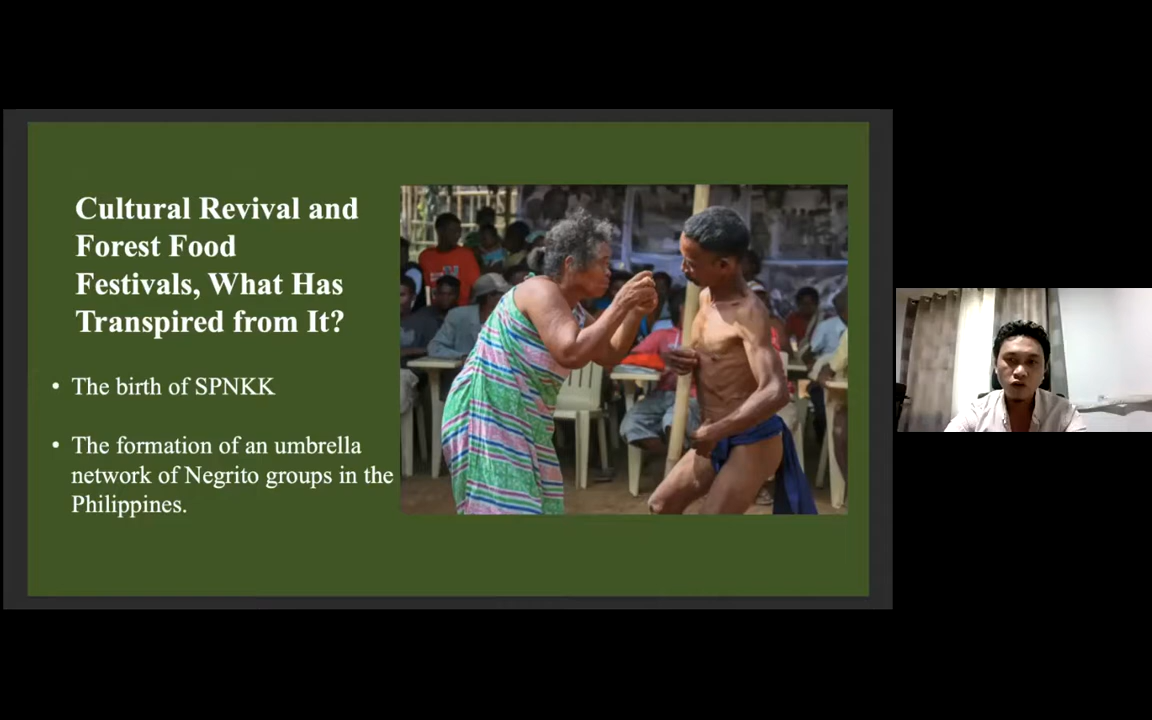 Cultural Revival and
Forest Food
Festivals, What Has
Transpired from It?
• The birth of SPNKK
• The formation of an umbrella
network of Negrito groups in the
Philippines.